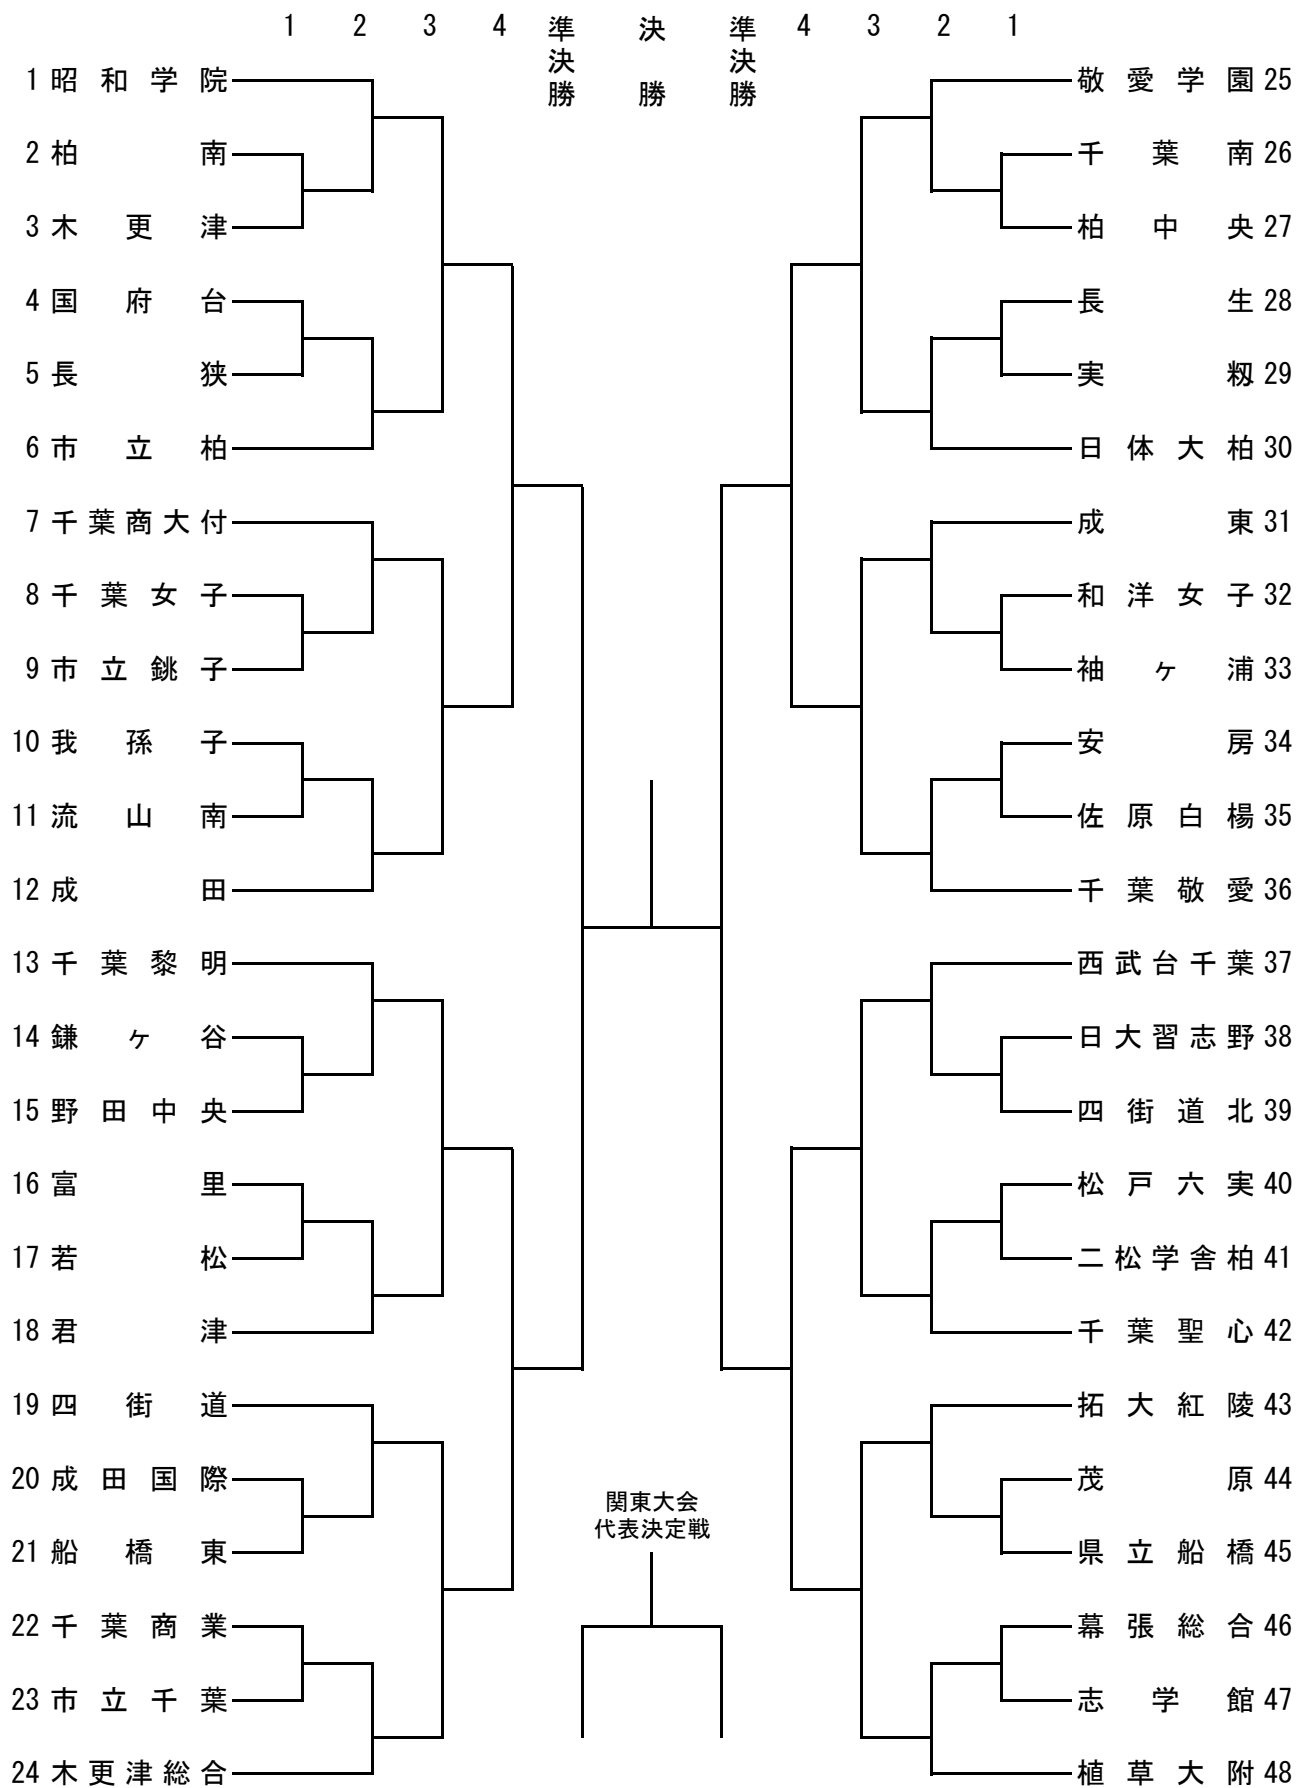 1 2 3 4 準決勝 決勝 準決勝 4 3 2 1
1 昭和学院
2 柏南
3 木更津
4 国府台
5 長狭
6 市立柏
7 千葉商大付
8 千葉女子
9 市立銚子
10 我孫子
11 流山南
12 成田
13 千葉黎明
14 鎌ヶ谷
15 野田中央
16 富里
17 若松
18 君津
19 四街道
20 成田国際
21 船橋東
22 千葉商業
23 市立千葉
24 木更津総合
関東大会
代表決定戦
敬愛学園 25
千葉南 26
柏中央 27
長生 28
実籾 29
日体大柏 30
成東 31
和洋女子 32
袖ヶ浦 33
安房 34
佐原白楊 35
千葉敬愛 36
西武台千葉 37
日大習志野 38
四街道北 39
松戸六実 40
二松学舎柏 41
千葉聖心 42
拓大紅陵 43
茂原 44
県立船橋 45
幕張総合 46
志学館 47
植草大附 48